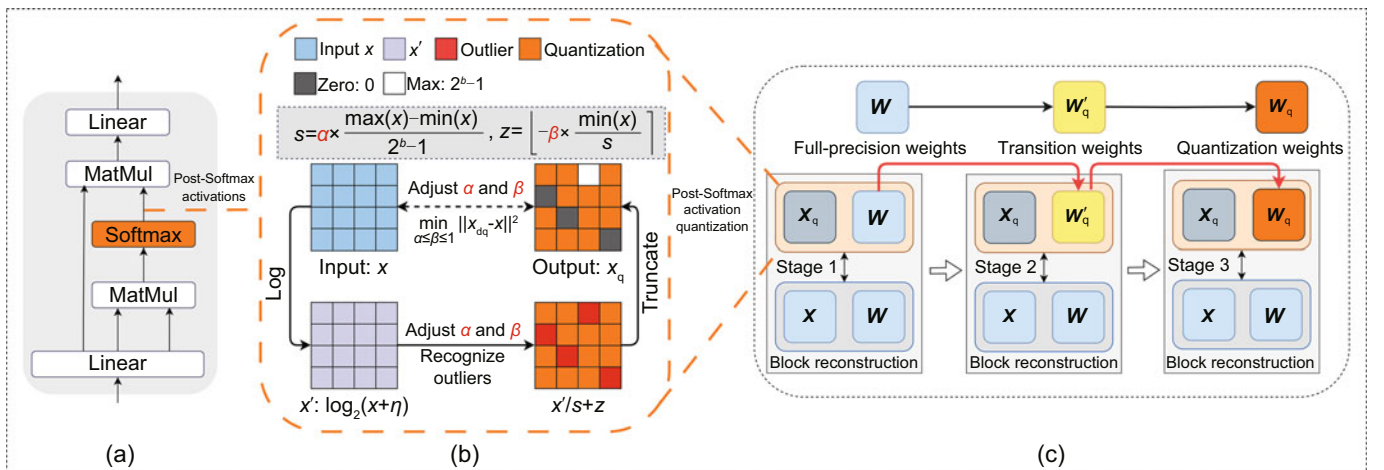 Linear
MatMul
Post-Softmax
activations
Softmax
MatMul
Linear
(a)
Input x
x′
Outlier
Quantization
Zero: 0
Max: 2^b−1
s=α× max(x)−min(x) / 2^b−1 , z= ⌊−β× min(x) / s⌉
Adjust α and β
min α≤β≤1 ||x_dq-x||²
Input: x
Output: x_q
Log
Truncate
Adjust α and β
Recognize
outliers
x′: log₂(x+η)
x′/s+z
(b)
Post-Softmax
activation
quantization
W
W′_q
W_q
Full-precision weights
Transition weights
Quantization weights
X_q
W
Stage 1
X
W
Block reconstruction
X_q
W′_q
Stage 2
X
W
Block reconstruction
X_q
W_q
Stage 3
X
W
Block reconstruction
(c)